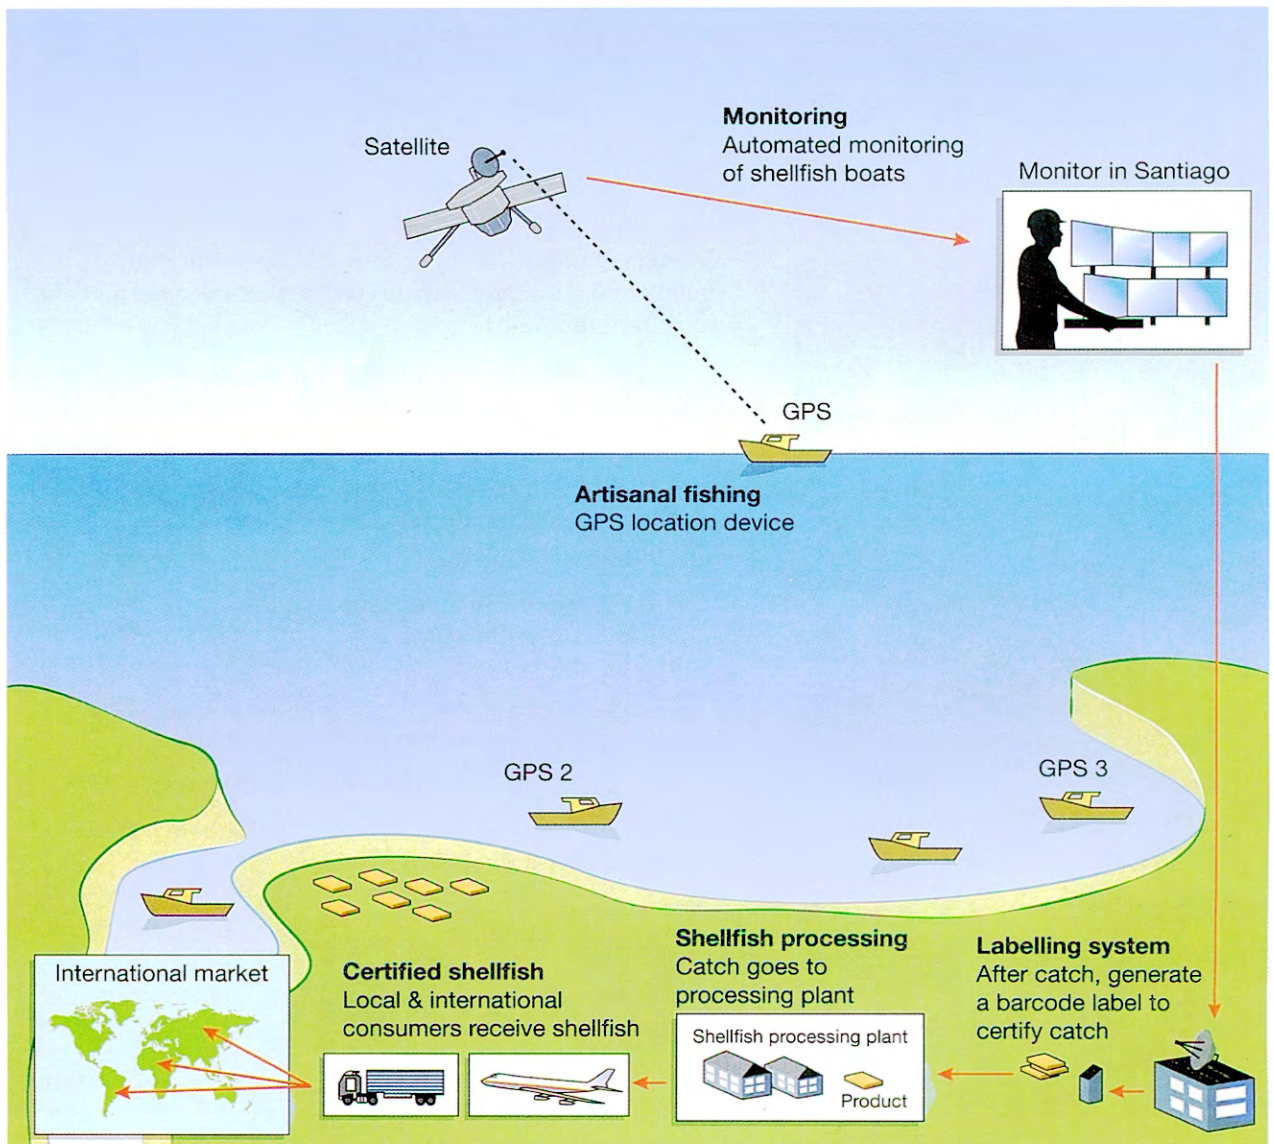 Monitoring
Automated monitoring
of shellfish boats
Satellite
Monitor in Santiago
GPS
Artisanal fishing
GPS location device
GPS 2
GPS 3
Shellfish processing
Catch goes to
processing plant
Labelling system
After catch, generate
a barcode label to
certify catch
International market
Certified shellfish
Local & international
consumers receive shellfish
Shellfish processing plant
Product